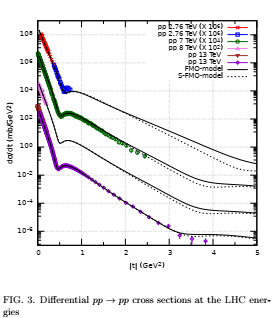 pp 2.76 TeV (X 10⁶)
pp 2.76 TeV (X 10⁶)
pp 7 TeV (X 10⁴)
pp 8 TeV (X 10²)
pp 13 TeV
pp 13 TeV
FMO-model
S-FMO-model
10⁸
10⁶
10⁴
10²
10⁰
10⁻²
10⁻⁴
10⁻⁶
dσ/dt (mb/GeV²)
0 1 2 3 4 5
|t| (GeV²)
FIG. 3. Differential pp → pp cross sections at the LHC ener-
gies